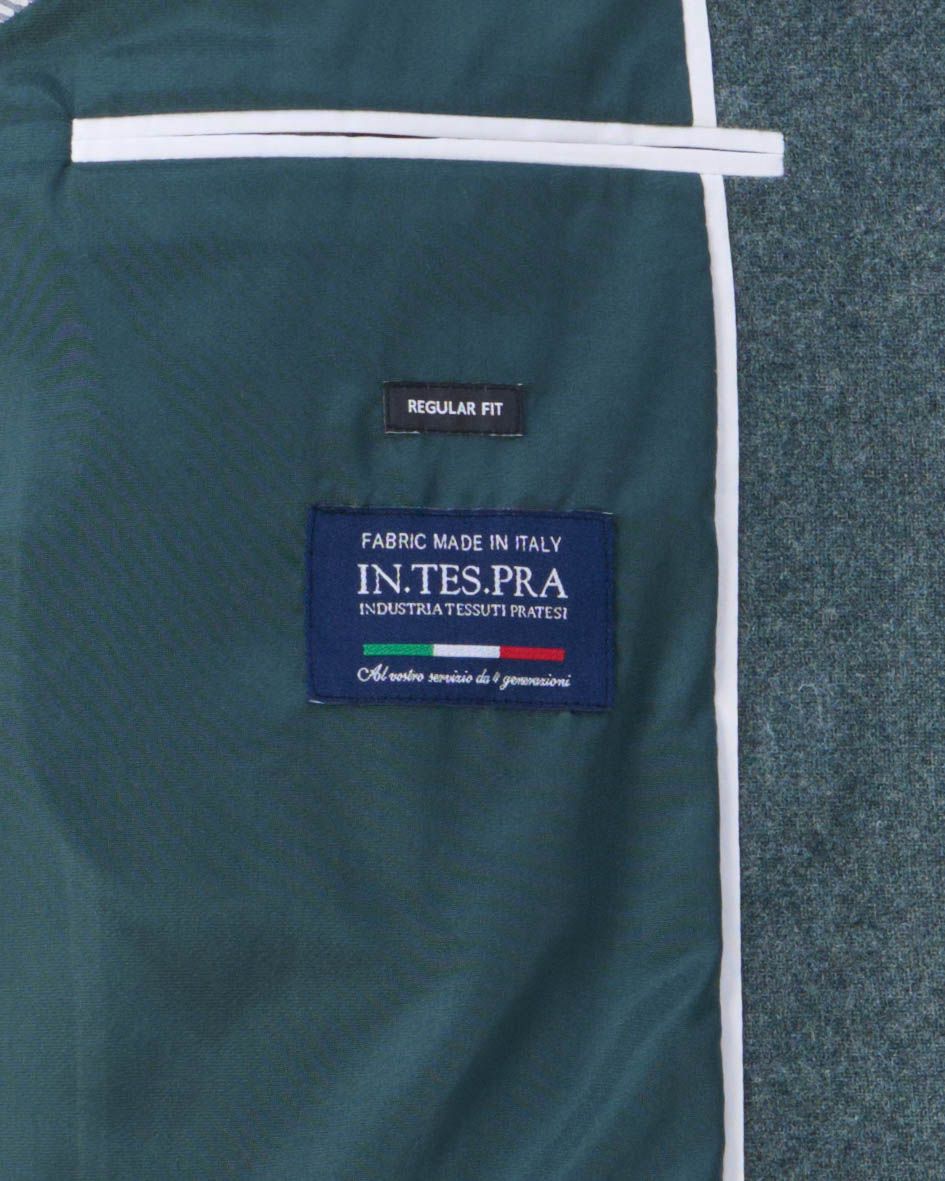 REGULAR FIT
FABRIC MADE IN ITALY
IN.TES.PRA
INDUSTRIA TESSUTI PRATESI
Al vostro servizio da 4 generazioni